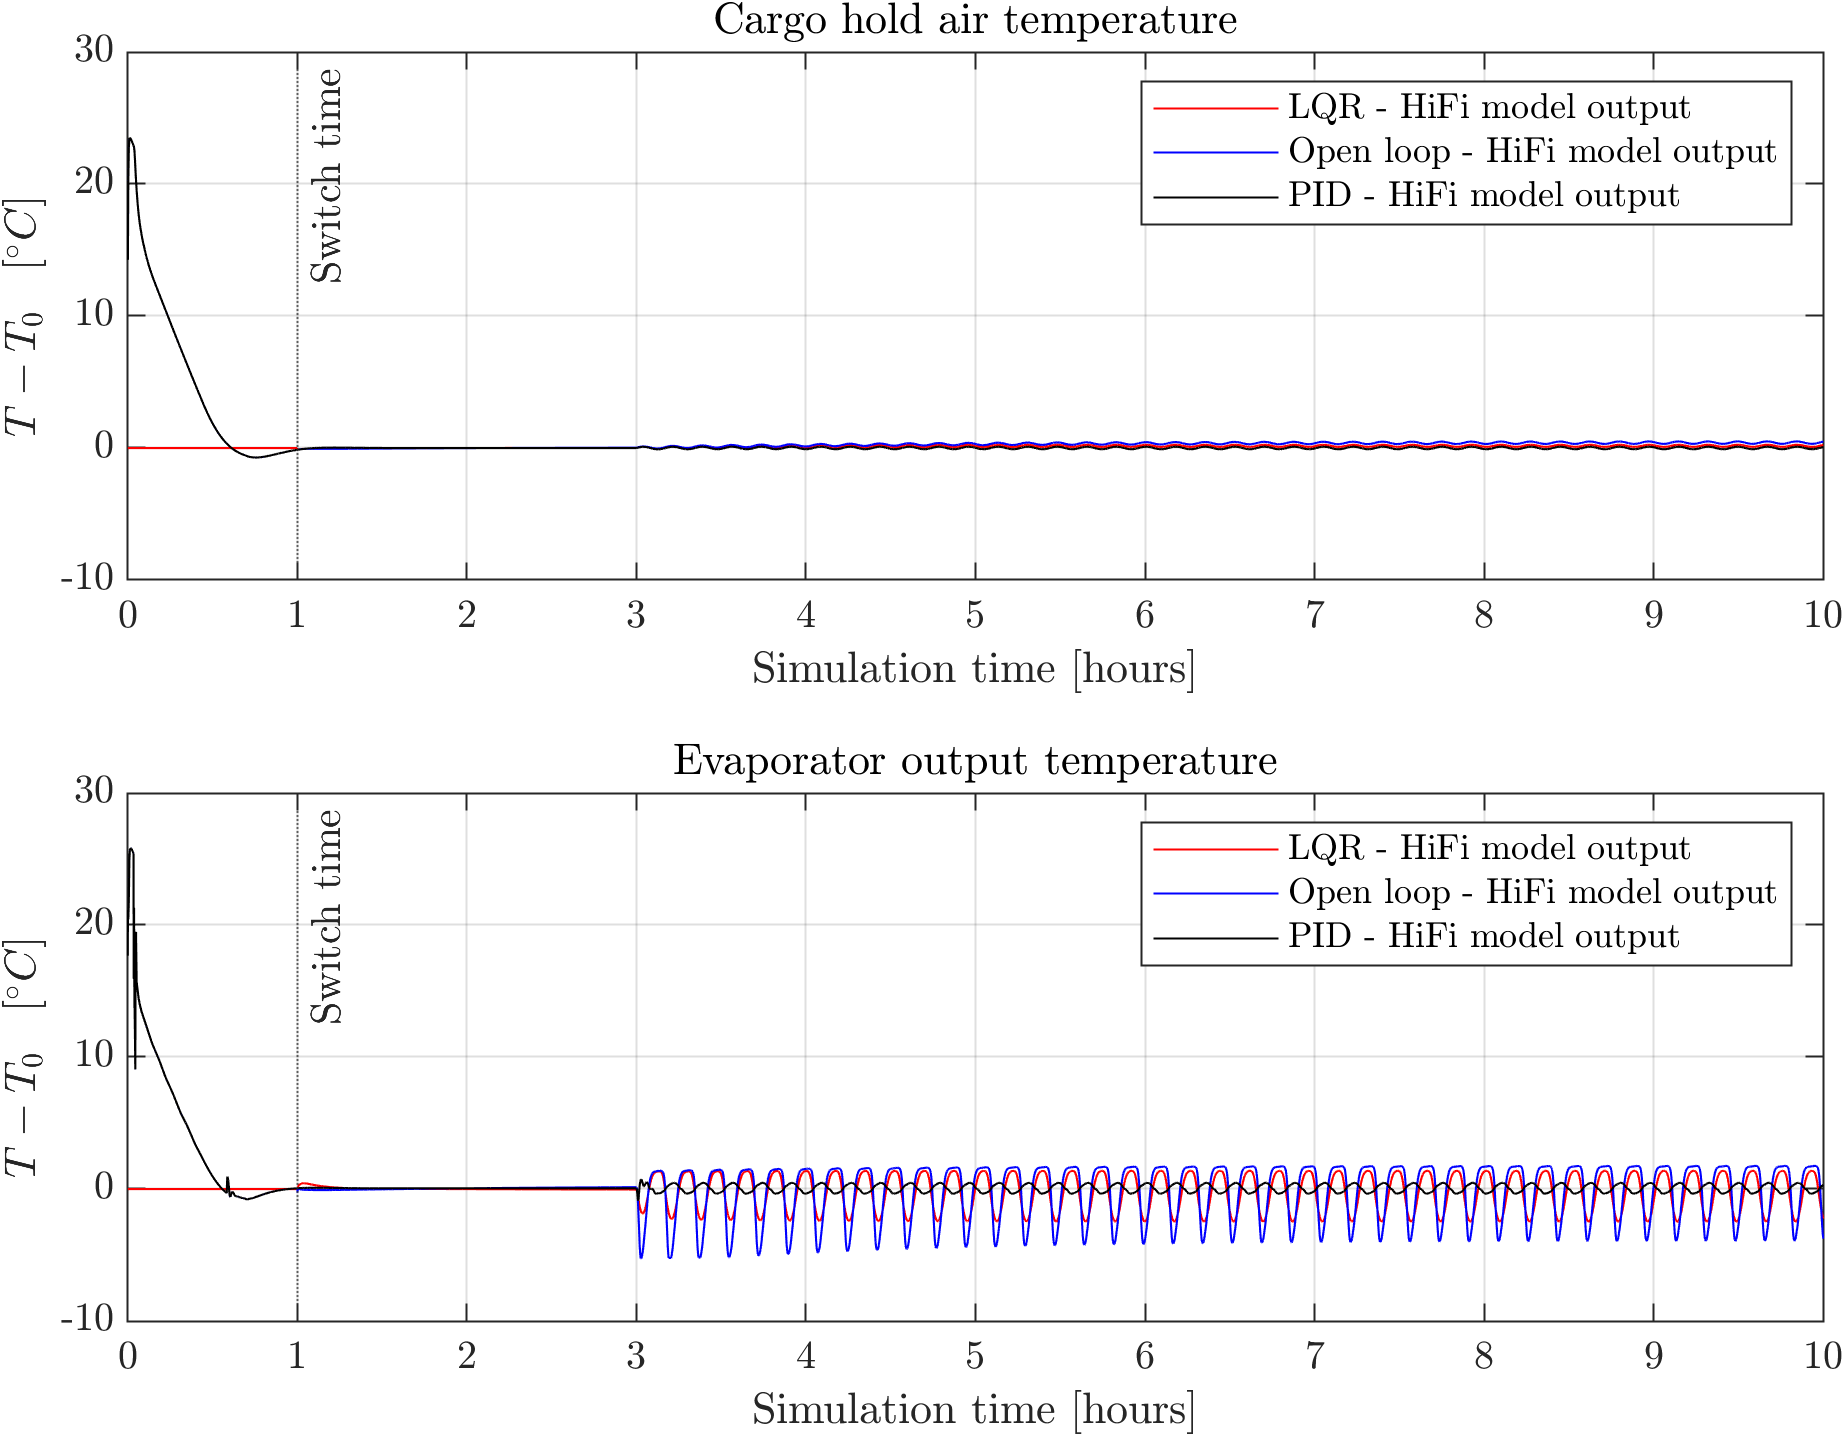 Cargo hold air temperature
30
20
10
0
-10
T − T₀ [°C]
Switch time
LQR - HiFi model output
Open loop - HiFi model output
PID - HiFi model output
0 1 2 3 4 5 6 7 8 9 10
Simulation time [hours]
Evaporator output temperature
30
20
10
0
-10
T − T₀ [°C]
Switch time
LQR - HiFi model output
Open loop - HiFi model output
PID - HiFi model output
0 1 2 3 4 5 6 7 8 9 10
Simulation time [hours]